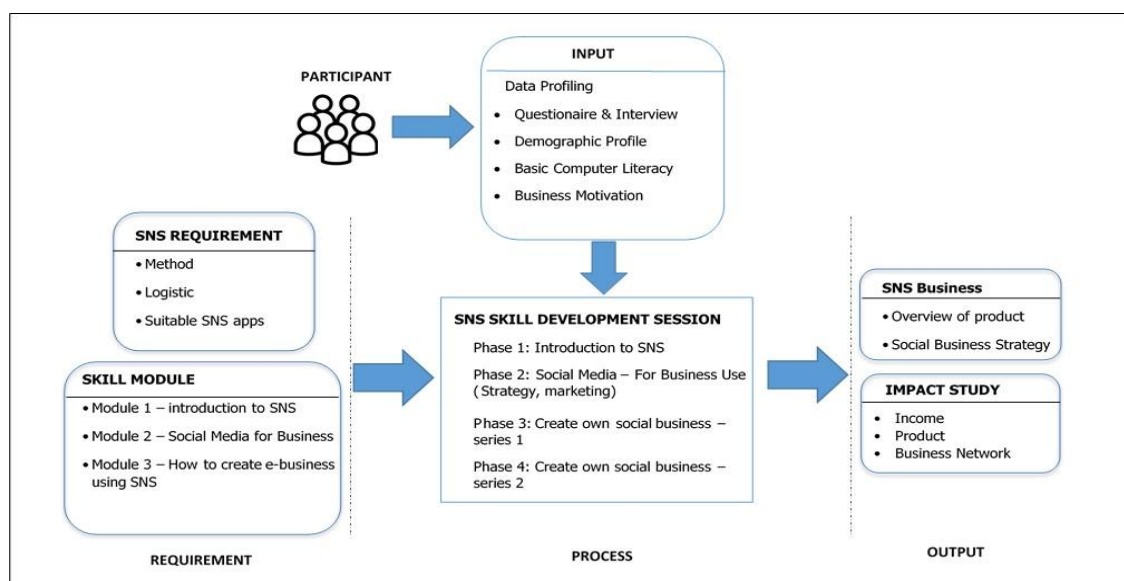 PARTICIPANT
INPUT
Data Profiling
• Questionaire & Interview
• Demographic Profile
• Basic Computer Literacy
• Business Motivation
SNS REQUIREMENT
• Method
• Logistic
• Suitable SNS apps
SKILL MODULE
• Module 1 – introduction to SNS
• Module 2 – Social Media for Business
• Module 3 – How to create e-business
using SNS
SNS SKILL DEVELOPMENT SESSION
Phase 1: Introduction to SNS
Phase 2: Social Media – For Business Use
(Strategy, marketing)
Phase 3: Create own social business –
series 1
Phase 4: Create own social business –
series 2
SNS Business
• Overview of product
• Social Business Strategy
IMPACT STUDY
• Income
• Product
• Business Network
REQUIREMENT
PROCESS
OUTPUT